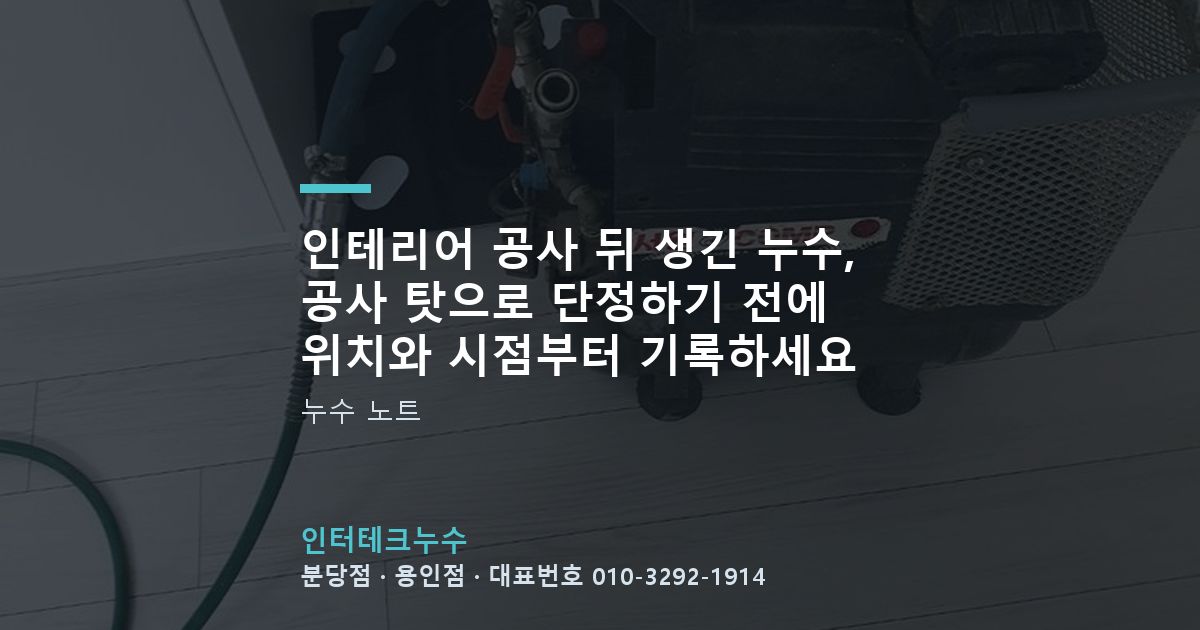 인테리어 공사 뒤 생긴 누수,
공사 탓으로 단정하기 전에
위치와 시점부터 기록하세요
누수 노트
인터테크누수
분당점 · 용인점 · 대표번호 010-3292-1914